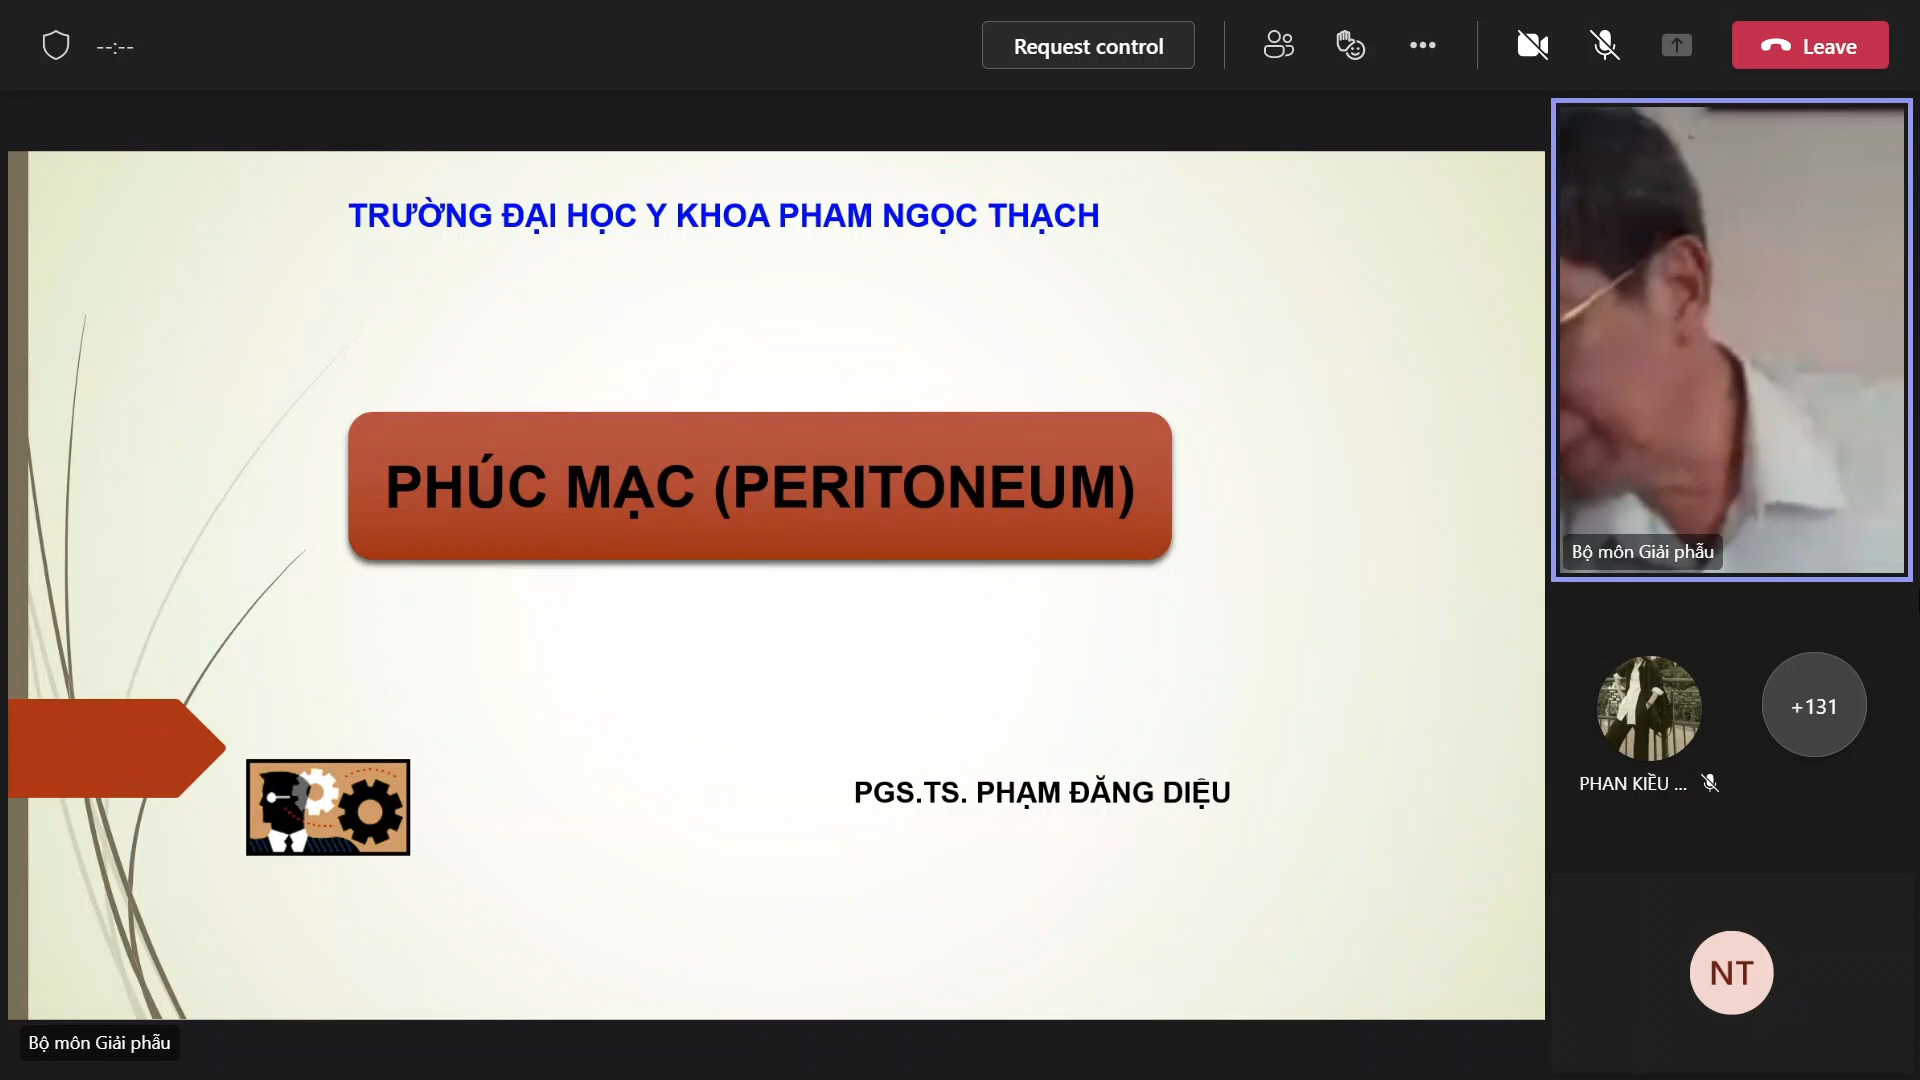 --:--
Request control
Leave
TRƯỜNG ĐẠI HỌC Y KHOA PHAM NGỌC THẠCH
PHÚC MẠC (PERITONEUM)
PGS.TS. PHẠM ĐĂNG DIỆU
Bộ môn Giải phẫu
Bộ môn Giải phẫu
PHAN KIỀU ...
+131
NT